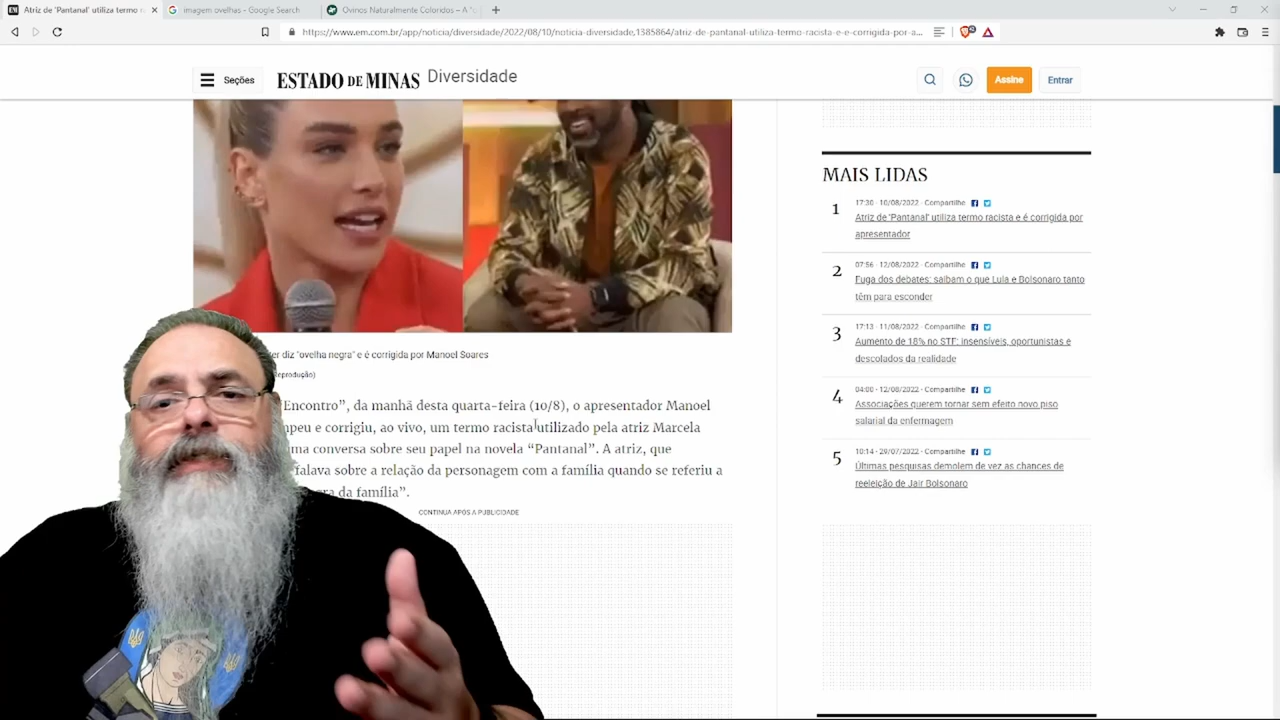 Atriz de 'Pantanal' utiliza termo r
imagem ovelhas - Google Search
Ovinos Naturalmente Coloridos – A "o
https://www.em.com.br/app/noticia/diversidade/2022/08/10/noticia-diversidade,1385864/atriz-de-pantanal-utiliza-termo-racista-e-e-corrigida-por-a...
Seções
ESTADO DE MINAS
Diversidade
Assine
Entrar
diz "ovelha negra" e é corrigida por Manoel Soares
Reprodução)
Encontro”, da manhã desta quarta-feira (10/8), o apresentador Manoel
e corrigiu, ao vivo, um termo racista utilizado pela atriz Marcela
uma conversa sobre seu papel na novela “Pantanal”. A atriz, que
falava sobre a relação da personagem com a família quando se referiu a
da família”.
CONTINUA APÓS A PUBLICIDADE
MAIS LIDAS
1
17:30 - 10/08/2022 - Compartilhe
Atriz de 'Pantanal' utiliza termo racista e é corrigida por
apresentador
2
07:56 - 12/08/2022 - Compartilhe
Fuga dos debates: saibam o que Lula e Bolsonaro tanto
têm para esconder
3
17:13 - 11/08/2022 - Compartilhe
Aumento de 18% no STF: insensíveis, oportunistas e
descolados da realidade
4
04:00 - 12/08/2022 - Compartilhe
Associações querem tornar sem efeito novo piso
salarial da enfermagem
5
10:14 - 29/07/2022 - Compartilhe
Últimas pesquisas demolem de vez as chances de
reeleição de Jair Bolsonaro